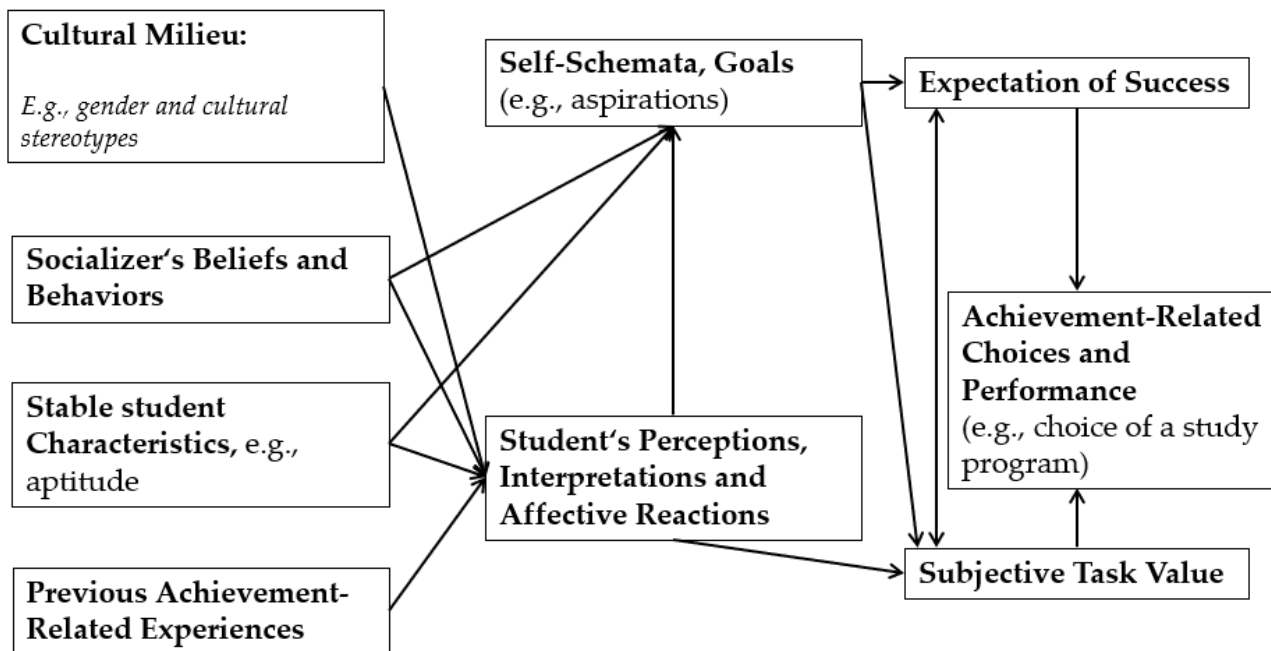 Cultural Milieu:
E.g., gender and cultural
stereotypes
Socializer‘s Beliefs and
Behaviors
Stable student
Characteristics, e.g.,
aptitude
Previous Achievement-
Related Experiences
Self-Schemata, Goals
(e.g., aspirations)
Student‘s Perceptions,
Interpretations and
Affective Reactions
Expectation of Success
Achievement-Related
Choices and
Performance
(e.g., choice of a study
program)
Subjective Task Value